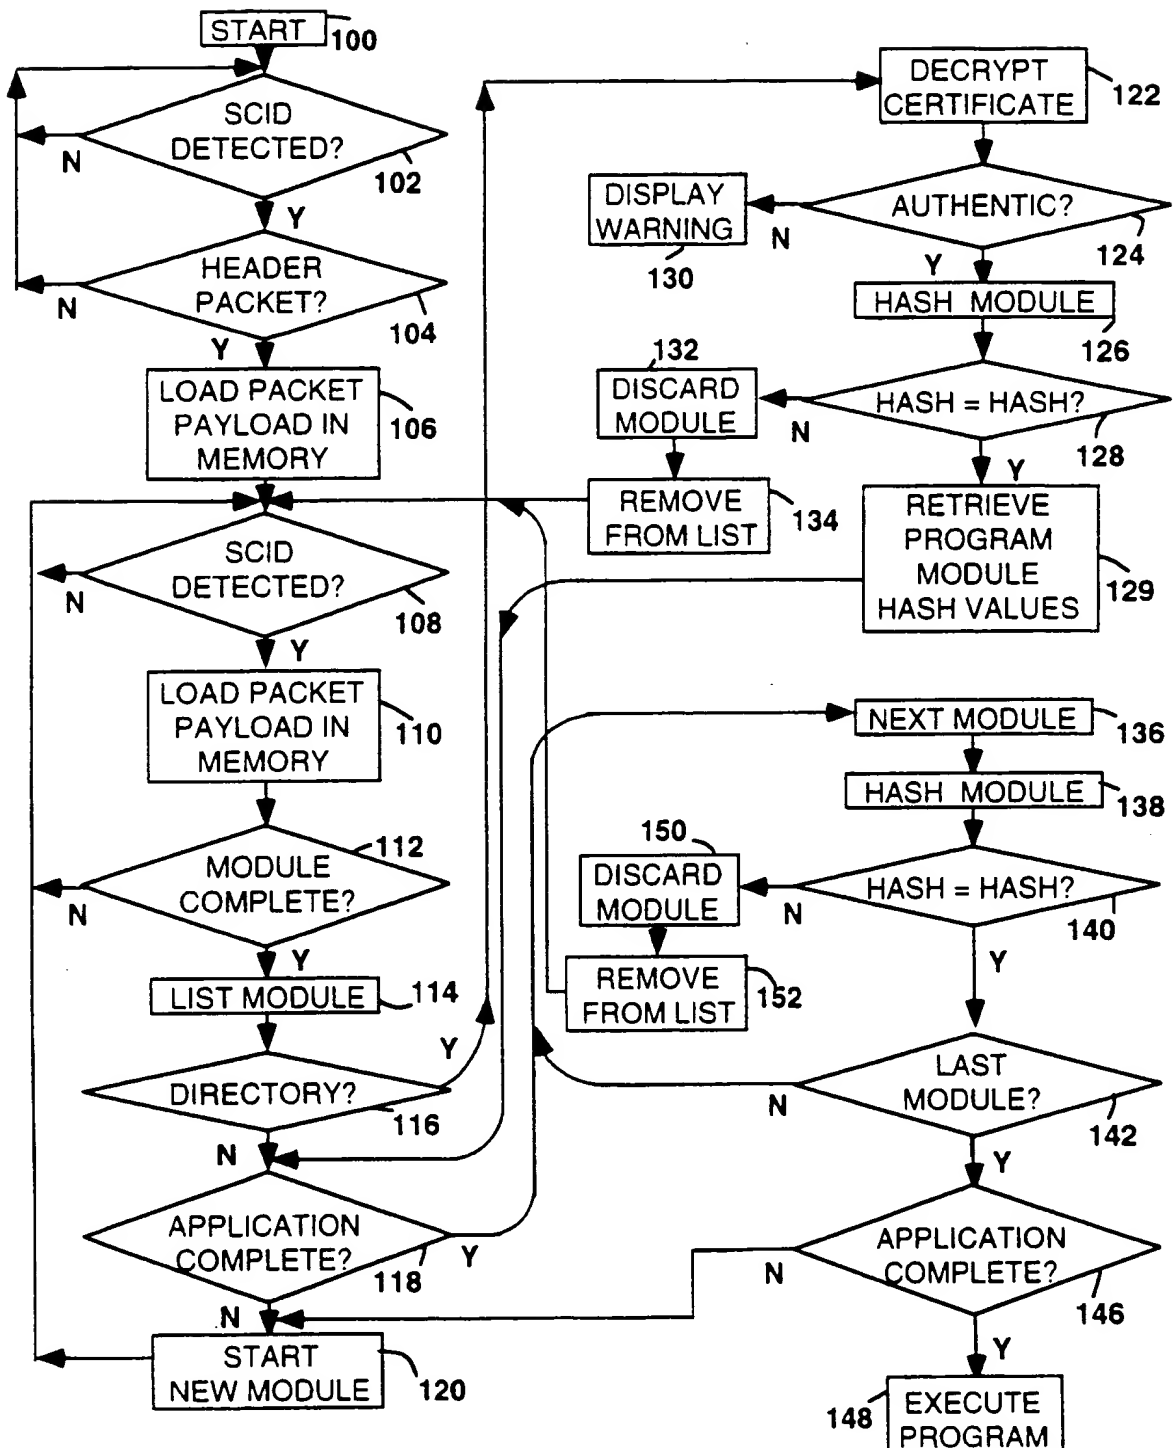 START
100
SCID
DETECTED?
N
102
Y
HEADER
PACKET?
N
104
Y
LOAD PACKET
PAYLOAD IN
MEMORY
106
SCID
DETECTED?
N
108
Y
LOAD PACKET
PAYLOAD IN
MEMORY
110
MODULE
COMPLETE?
112
N
Y
LIST MODULE
114
DIRECTORY?
Y
116
N
APPLICATION
COMPLETE?
118
Y
N
START
NEW MODULE
120
DECRYPT
CERTIFICATE
122
AUTHENTIC?
124
N
DISPLAY
WARNING
130
Y
HASH MODULE
126
HASH = HASH?
128
N
132
DISCARD
MODULE
REMOVE
FROM LIST
134
Y
RETRIEVE
PROGRAM
MODULE
HASH VALUES
129
NEXT MODULE
136
HASH MODULE
138
HASH = HASH?
140
N
150
DISCARD
MODULE
REMOVE
FROM LIST
152
Y
LAST
MODULE?
142
N
Y
APPLICATION
COMPLETE?
146
N
Y
EXECUTE
PROGRAM
148